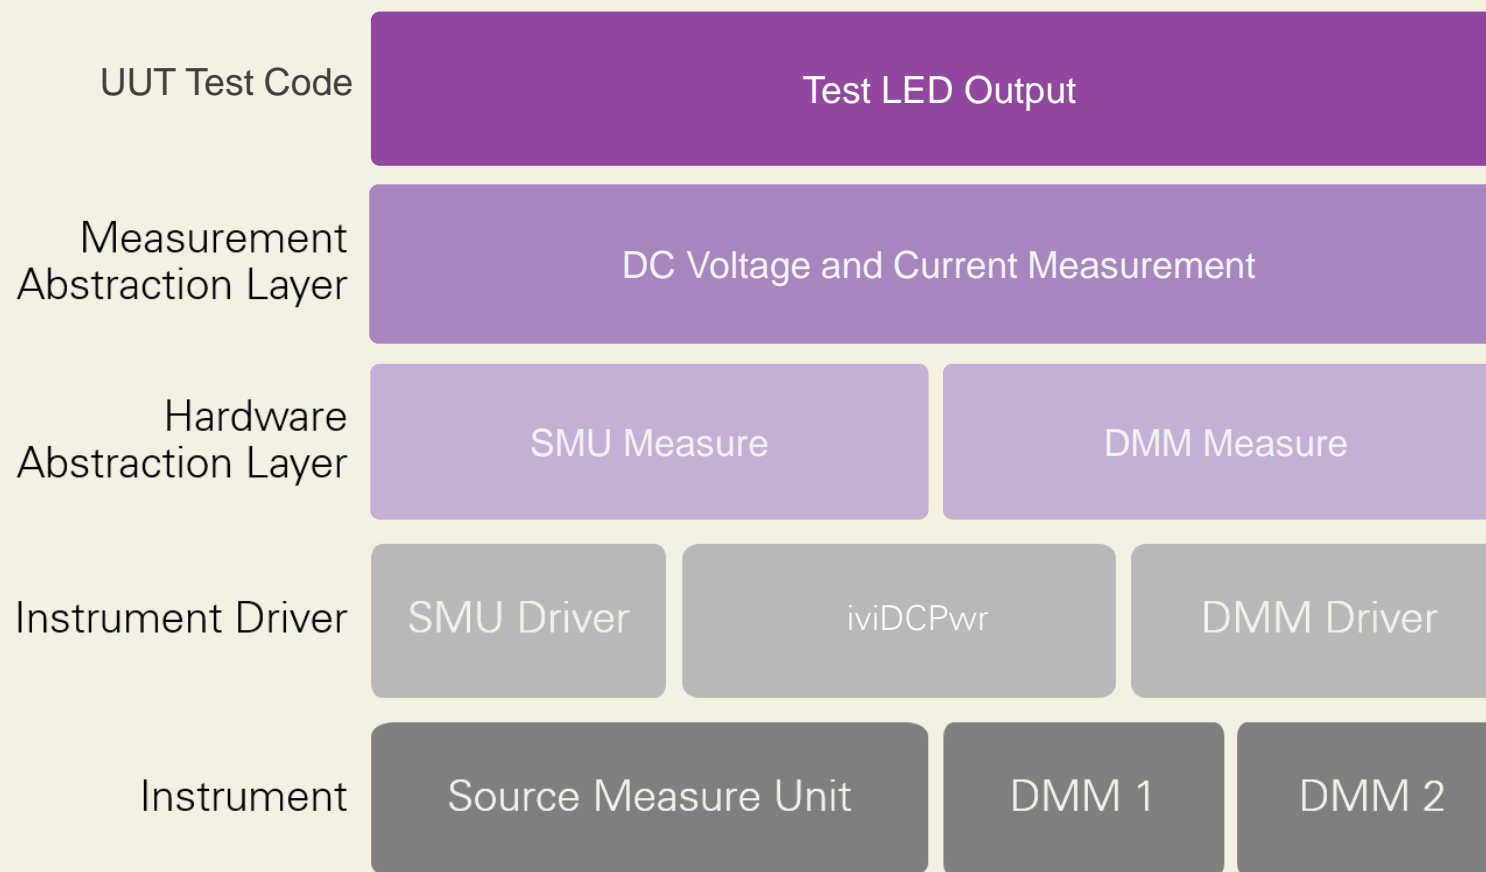 UUT Test Code
Test LED Output
Measurement
Abstraction Layer
DC Voltage and Current Measurement
Hardware
Abstraction Layer
SMU Measure
DMM Measure
Instrument Driver
SMU Driver
iviDCPwr
DMM Driver
Instrument
Source Measure Unit
DMM 1
DMM 2